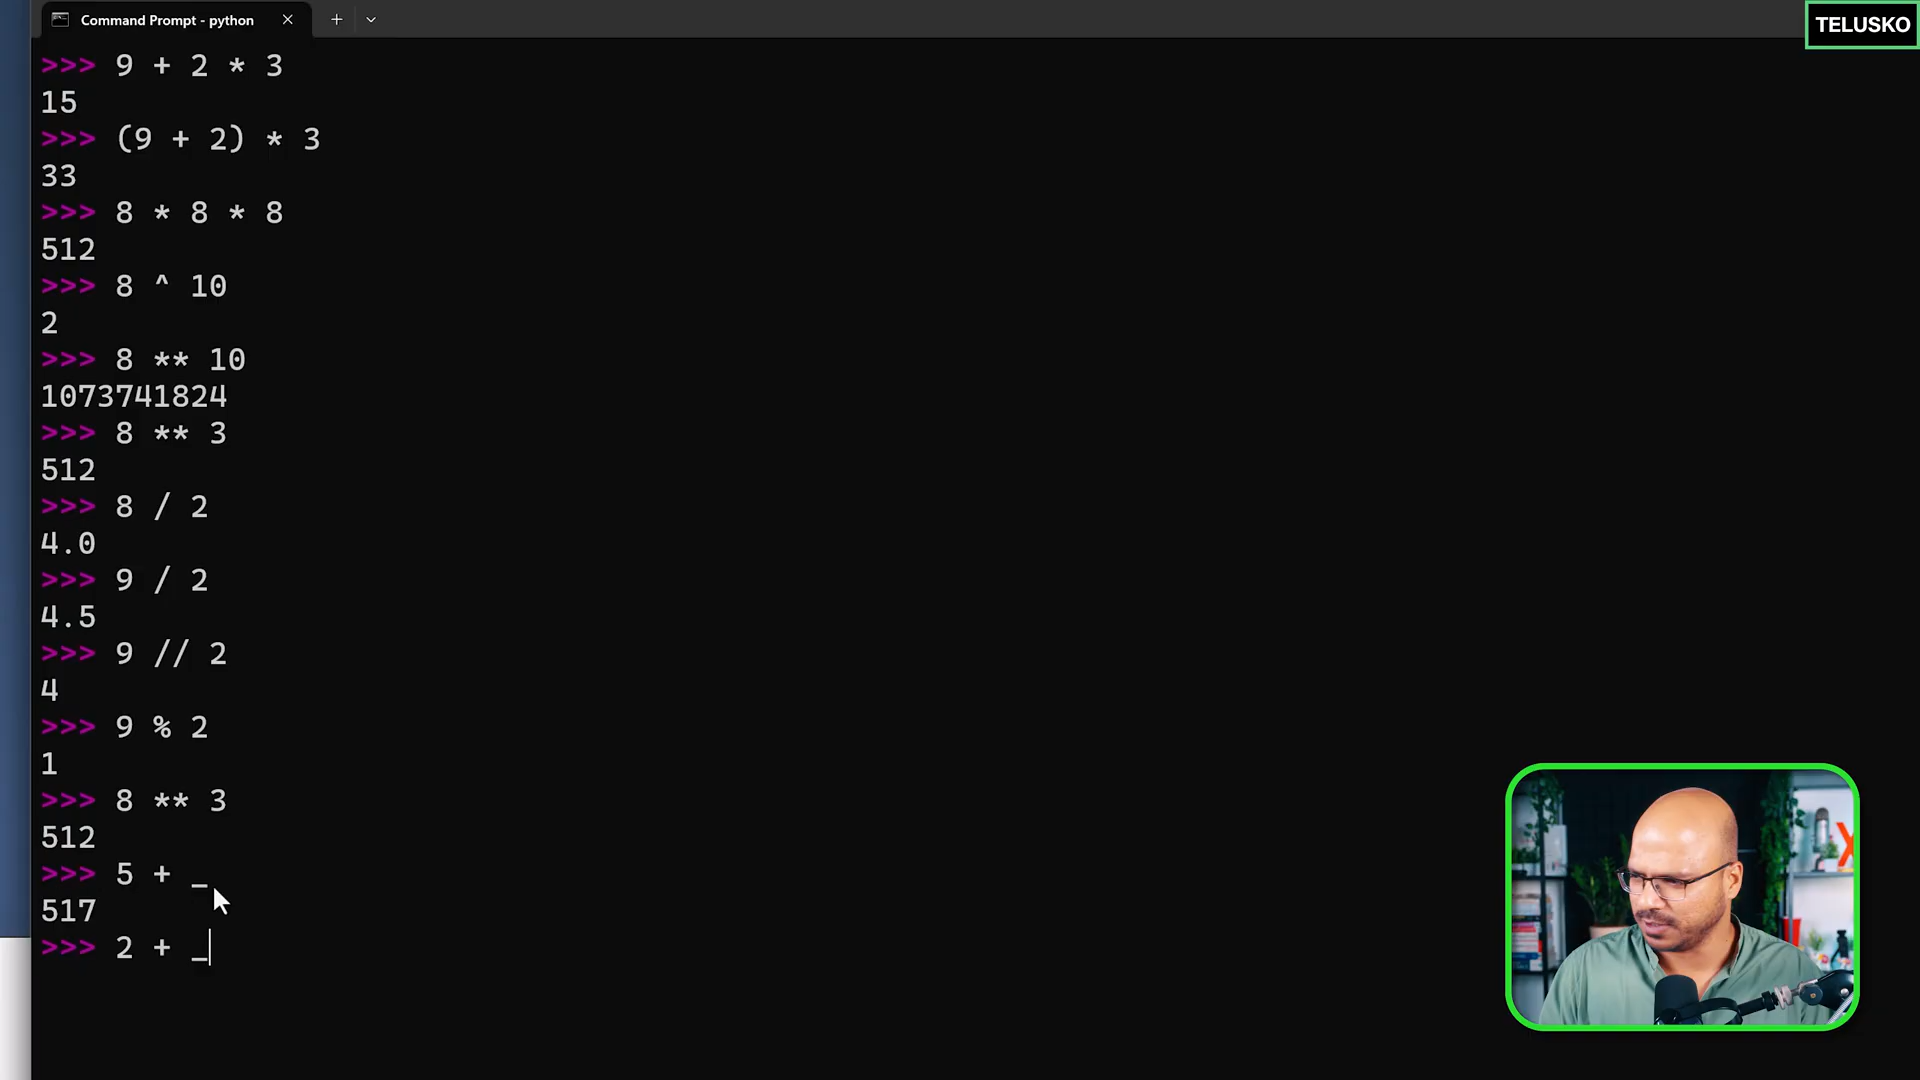 Command Prompt - python
TELUSKO
>>> 9 + 2 * 3
15
>>> (9 + 2) * 3
33
>>> 8 * 8 * 8
512
>>> 8 ^ 10
2
>>> 8 ** 10
1073741824
>>> 8 ** 3
512
>>> 8 / 2
4.0
>>> 9 / 2
4.5
>>> 9 // 2
4
>>> 9 % 2
1
>>> 8 ** 3
512
>>> 5 + _
517
>>> 2 + _